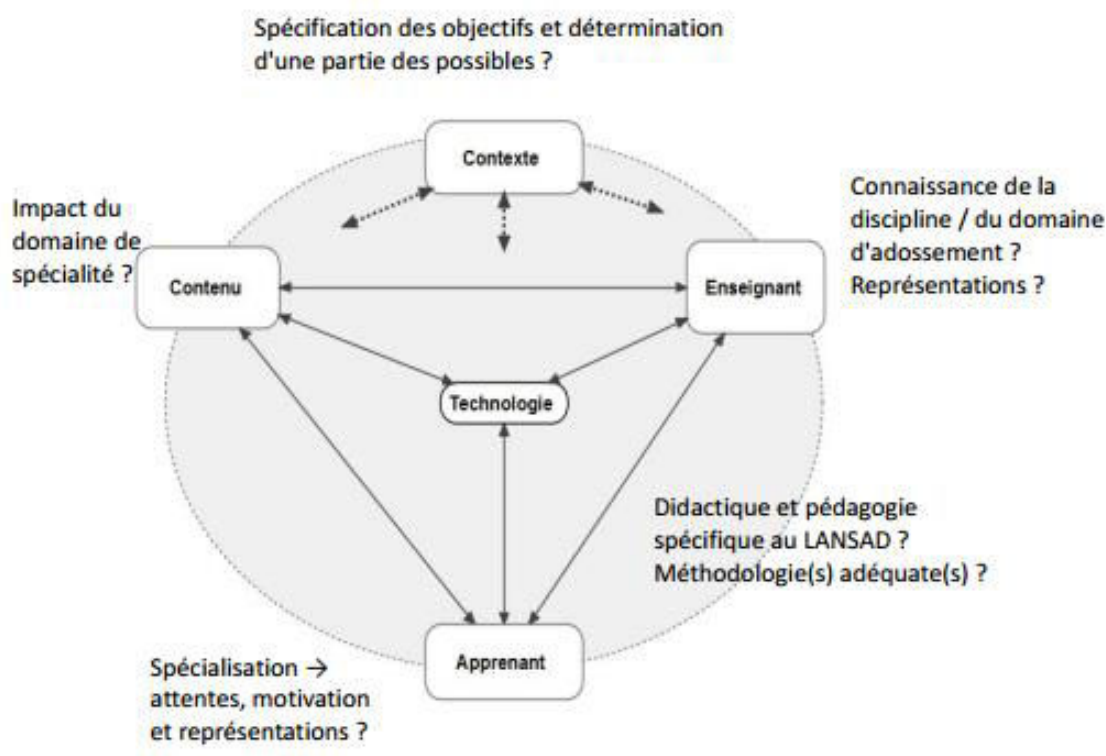 Spécification des objectifs et détermination
d'une partie des possibles ?
Contexte
Impact du
domaine de
spécialité ?
Connaissance de la
discipline / du domaine
d'adossement ?
Représentations ?
Contenu
Enseignant
Technologie
Didactique et pédagogie
spécifique au LANSAD ?
Méthodologie(s) adéquate(s) ?
Apprenant
Spécialisation →
attentes, motivation
et représentations ?